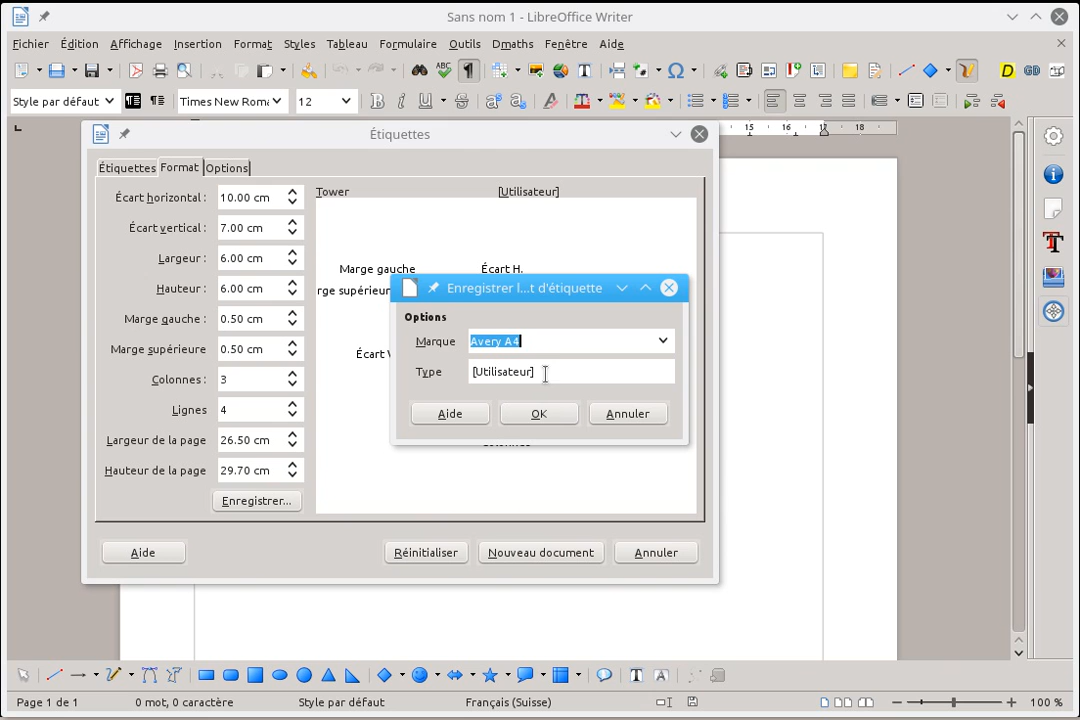 Sans nom 1 - LibreOffice Writer
Fichier Édition Affichage Insertion Format Styles Tableau Formulaire Outils Dmaths Fenêtre Aide
Style par défaut Times New Roma 12
15 16 17 18
Étiquettes
Étiquettes Format Options
Écart horizontal : 10.00 cm
Tower [Utilisateur]
Écart vertical : 7.00 cm
Largeur : 6.00 cm
Marge gauche Écart H.
Hauteur : 6.00 cm
rge supérieur
Marge gauche : 0.50 cm
Marge supérieure 0.50 cm
Écart V
Colonnes : 3
Lignes 4
Largeur de la page 26.50 cm
Hauteur de la page 29.70 cm
Enregistrer...
Enregistrer l...t d'étiquette
Options
Marque Avery A4
Type [Utilisateur]
Aide OK Annuler
Aide Réinitialiser Nouveau document Annuler
Page 1 de 1 0 mot, 0 caractère Style par défaut Français (Suisse) 100 %